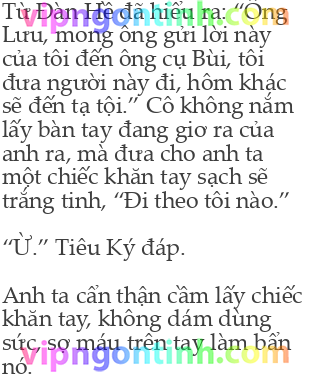 Từ Đàn Hề đã hiểu ra: “Ông
vipngontinh.com
Lưu, mong ông gửi lời này
của tôi đến ông cụ Bùi, tôi
đưa người này đi, hôm khác
sẽ đến tạ tội.” Cô không nắm
lấy bàn tay đang giơ ra của
anh ra, mà đưa cho anh ta
một chiếc khăn tay sạch sẽ
trắng tinh, “Đi theo tôi nào.”
“Ừ.” Tiêu Ký đáp.
Anh ta cẩn thận cầm lấy chiếc
khăn tay, không dám dùng
sức, sợ máu trên tay làm bẩn
vipngontinh.com
nó.